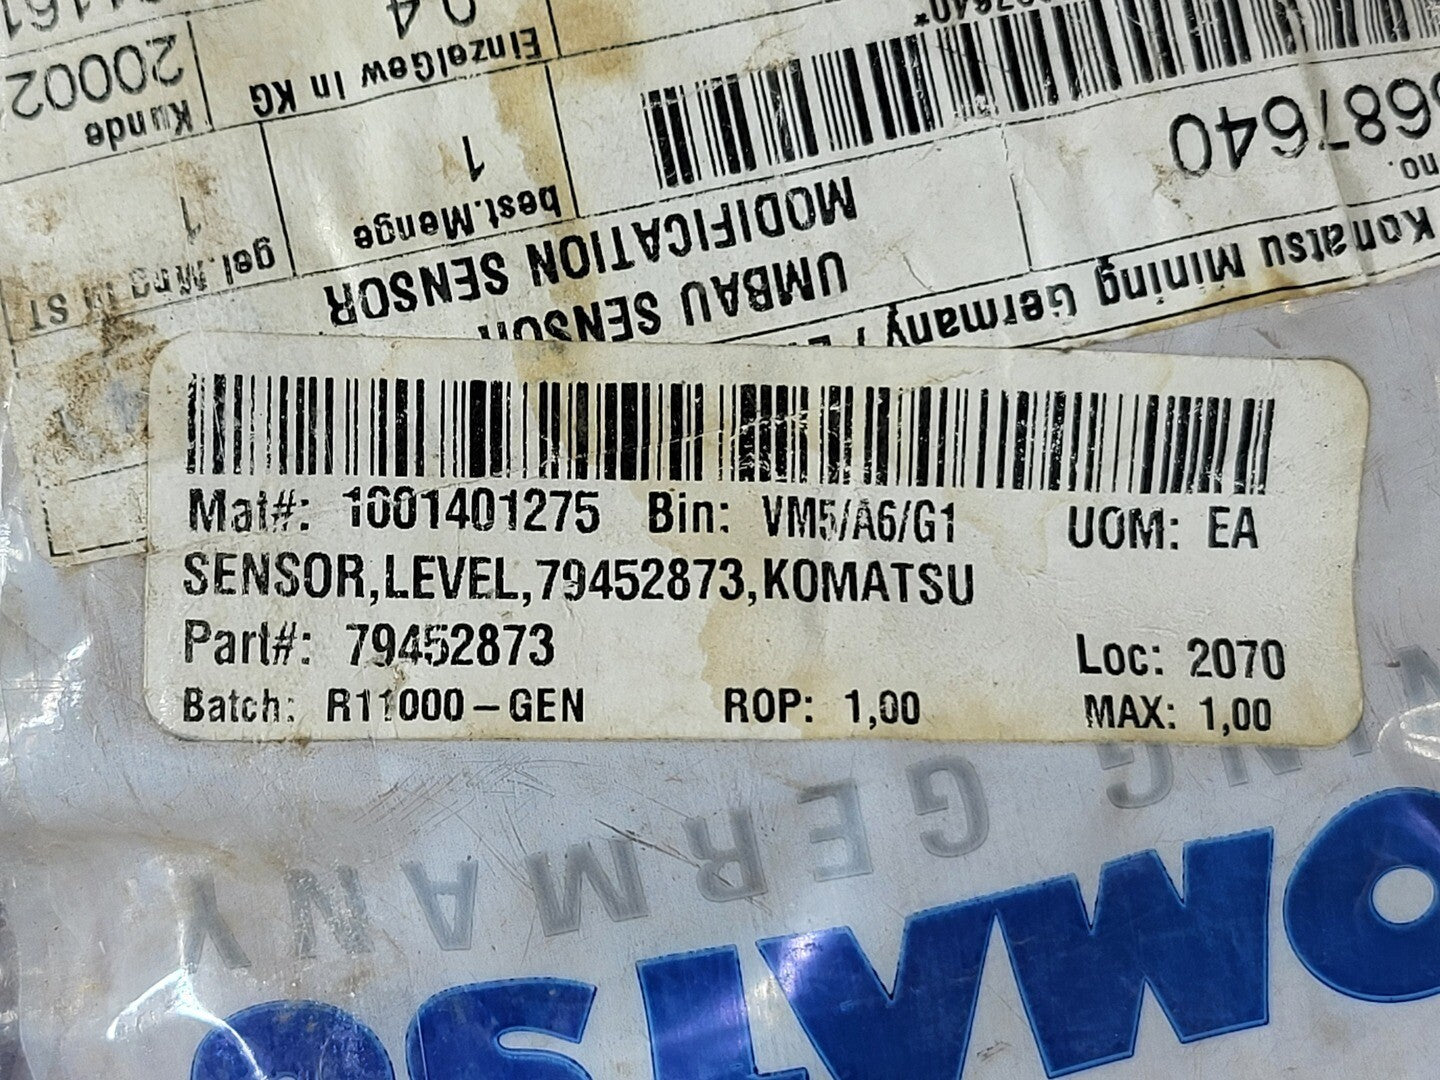 Mat#: 1001401275 Bin: VM5/A6/G1 UOM: EA
SENSOR,LEVEL,79452873,KOMATSU
Part#: 79452873 Loc: 2070
Batch: R11000-GEN ROP: 1,00 MAX: 1,00
Komatsu Mining Germany /
no.
687640
UMBAU SENSOR
MODIFICATION SENSOR
gel.Mng in ST
1
best.Menge
1
Kunde
20002
EinzelGew in KG
0.4
KOMATSU
MINING GERMANY